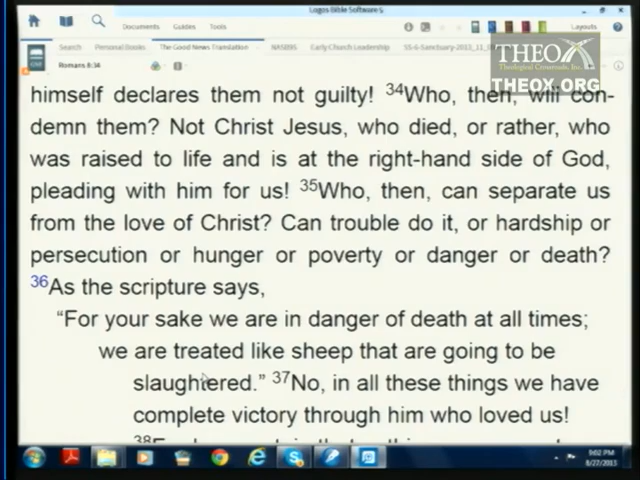 Logos Bible Software 5
Documents Guides Tools
Layouts
Search Personal Books The Good News Translation NASB95 Early Church Leadership SS-6-Sanctuary-2013_11_
Romans 8:34
THEOX
Theological Crossroads, Inc.
THEOX.ORG
himself declares them not guilty! 34Who, then, will con-
demn them? Not Christ Jesus, who died, or rather, who
was raised to life and is at the right-hand side of God,
pleading with him for us! 35Who, then, can separate us
from the love of Christ? Can trouble do it, or hardship or
persecution or hunger or poverty or danger or death?
36As the scripture says,
“For your sake we are in danger of death at all times;
we are treated like sheep that are going to be
slaughtered.” 37No, in all these things we have
complete victory through him who loved us!
38
9:02 PM
8/27/2013